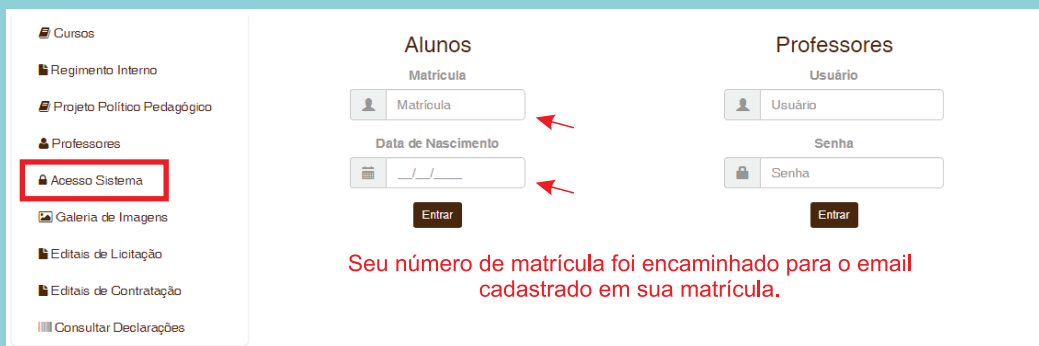 Cursos
Regimento Interno
Projeto Político Pedagógico
Professores
Acesso Sistema
Galeria de Imagens
Editais de Licitação
Editais de Contratação
Consultar Declarações
Alunos
Matrícula
Matrícula
Data de Nascimento
__/__/____
Entrar
Professores
Usuário
Usuário
Senha
Senha
Entrar
Seu número de matrícula foi encaminhado para o email
cadastrado em sua matrícula.